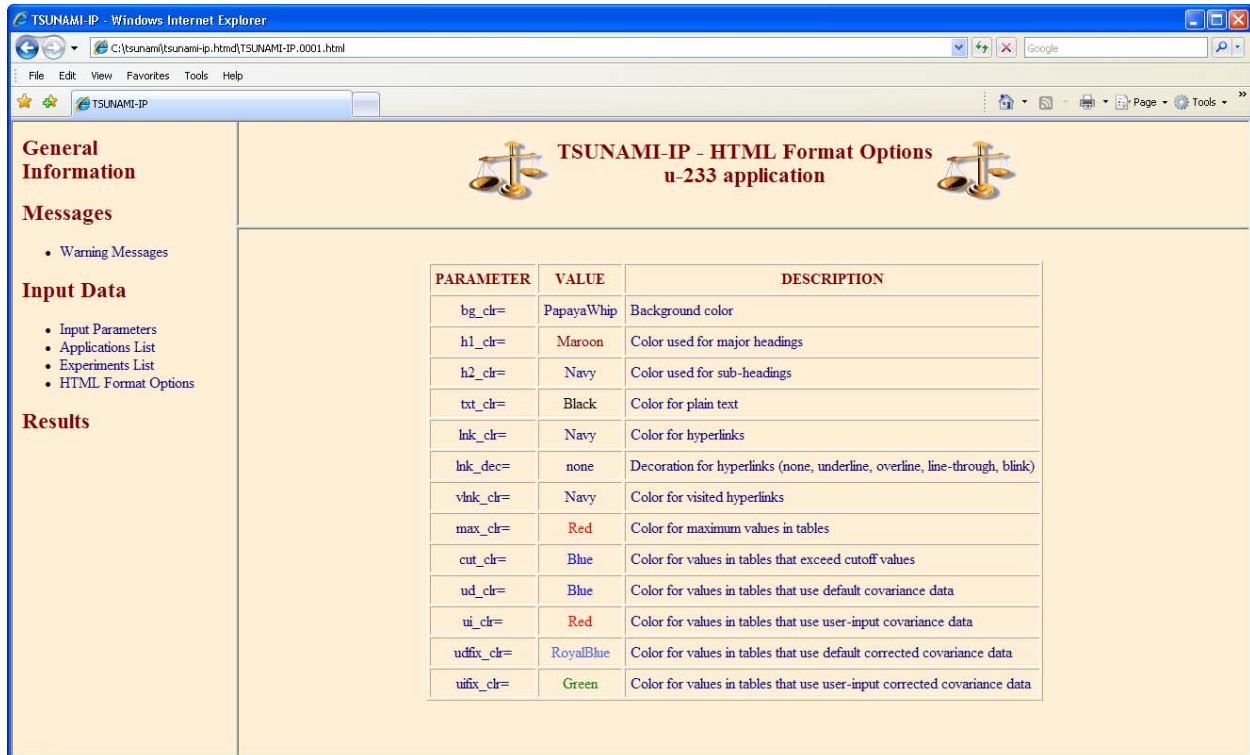 TSUNAMI-IP - Windows Internet Explorer
C:\tsunami\tsunami-ip.htmd\TSUNAMI-IP.0001.html
Google
File Edit View Favorites Tools Help
TSUNAMI-IP
Page Tools »
General
Information
Messages
Warning Messages
Input Data
Input Parameters
Applications List
Experiments List
HTML Format Options
Results
TSUNAMI-IP - HTML Format Options
u-233 application
PARAMETER VALUE DESCRIPTION
bg_clr= PapayaWhip Background color
h1_clr= Maroon Color used for major headings
h2_clr= Navy Color used for sub-headings
txt_clr= Black Color for plain text
lnk_clr= Navy Color for hyperlinks
lnk_dec= none Decoration for hyperlinks (none, underline, overline, line-through, blink)
vlnk_clr= Navy Color for visited hyperlinks
max_clr= Red Color for maximum values in tables
cut_clr= Blue Color for values in tables that exceed cutoff values
ud_clr= Blue Color for values in tables that use default covariance data
ui_clr= Red Color for values in tables that use user-input covariance data
udfix_clr= RoyalBlue Color for values in tables that use default corrected covariance data
uifix_clr= Green Color for values in tables that use user-input corrected covariance data